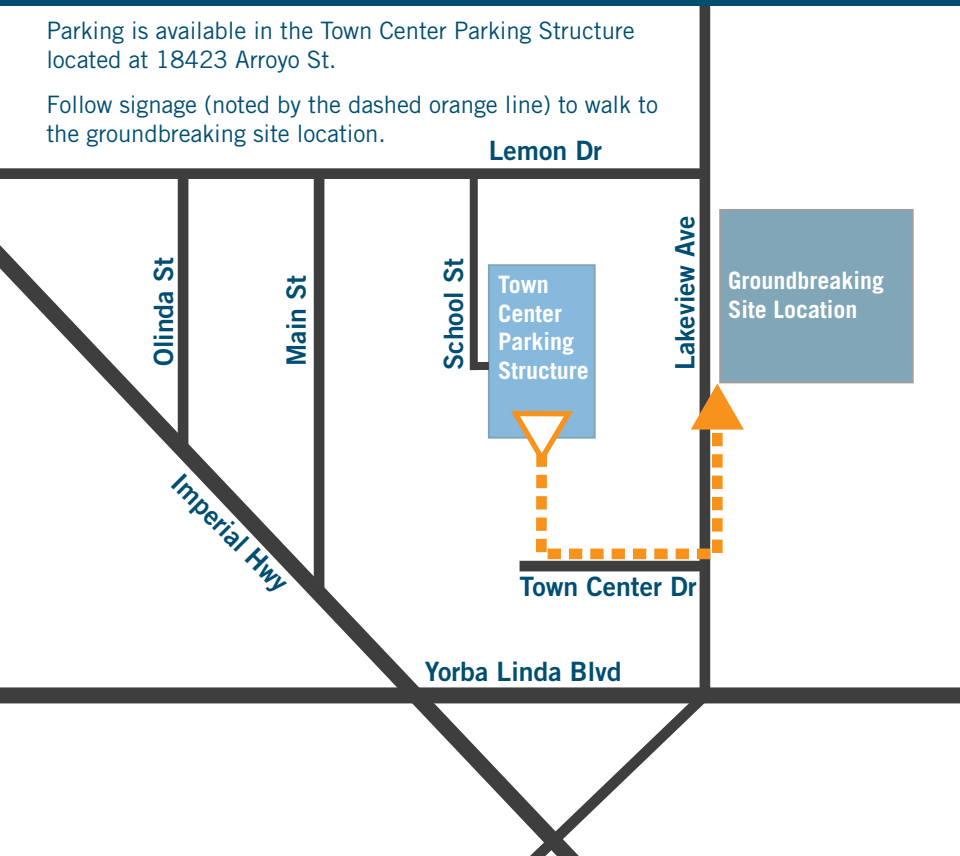 Parking is available in the Town Center Parking Structure
located at 18423 Arroyo St.
Follow signage (noted by the dashed orange line) to walk to
the groundbreaking site location.
Lemon Dr
Olinda St
Main St
School St
Town
Center
Parking
Structure
Lakeview Ave
Groundbreaking
Site Location
Imperial Hwy
Town Center Dr
Yorba Linda Blvd